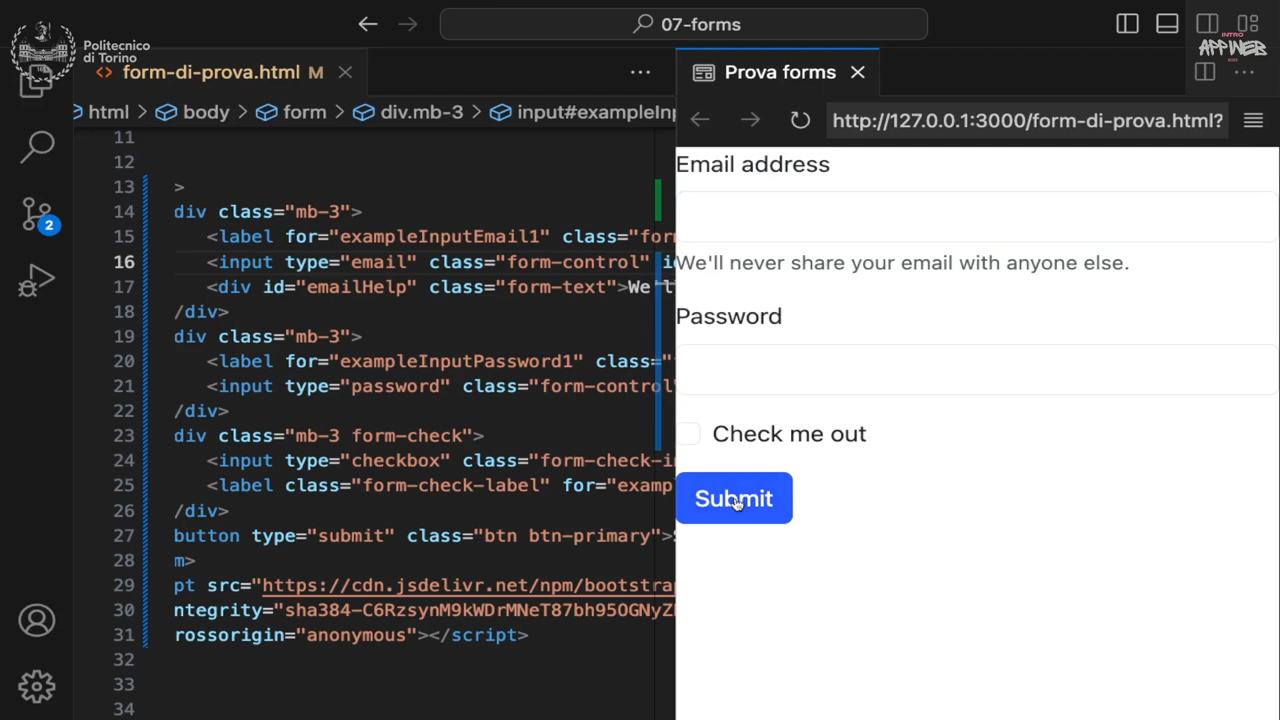 Politecnico
di Torino
07-forms
INTRO
APPINEB
form-di-prova.html M
Prova forms
html > body > form > div.mb-3 > input#exampleInp
http://127.0.0.1:3000/form-di-prova.html?
11
12
13 >
14 div class="mb-3">
15 <label for="exampleInputEmail1" class="for
16 <input type="email" class="form-control" i
17 <div id="emailHelp" class="form-text">We'l
18 /div>
19 div class="mb-3">
20 <label for="exampleInputPassword1" class="
21 <input type="password" class="form-control
22 /div>
23 div class="mb-3 form-check">
24 <input type="checkbox" class="form-check-i
25 <label class="form-check-label" for="examp
26 /div>
27 button type="submit" class="btn btn-primary">S
28 m>
29 pt src="https://cdn.jsdelivr.net/npm/bootstrap
30 ntegrity="sha384-C6RzsynM9kWDrMNeT87bh95OGNyZ
31 rossorigin="anonymous"></script>
32
33
34
2
Email address
We'll never share your email with anyone else.
Password
Check me out
Submit